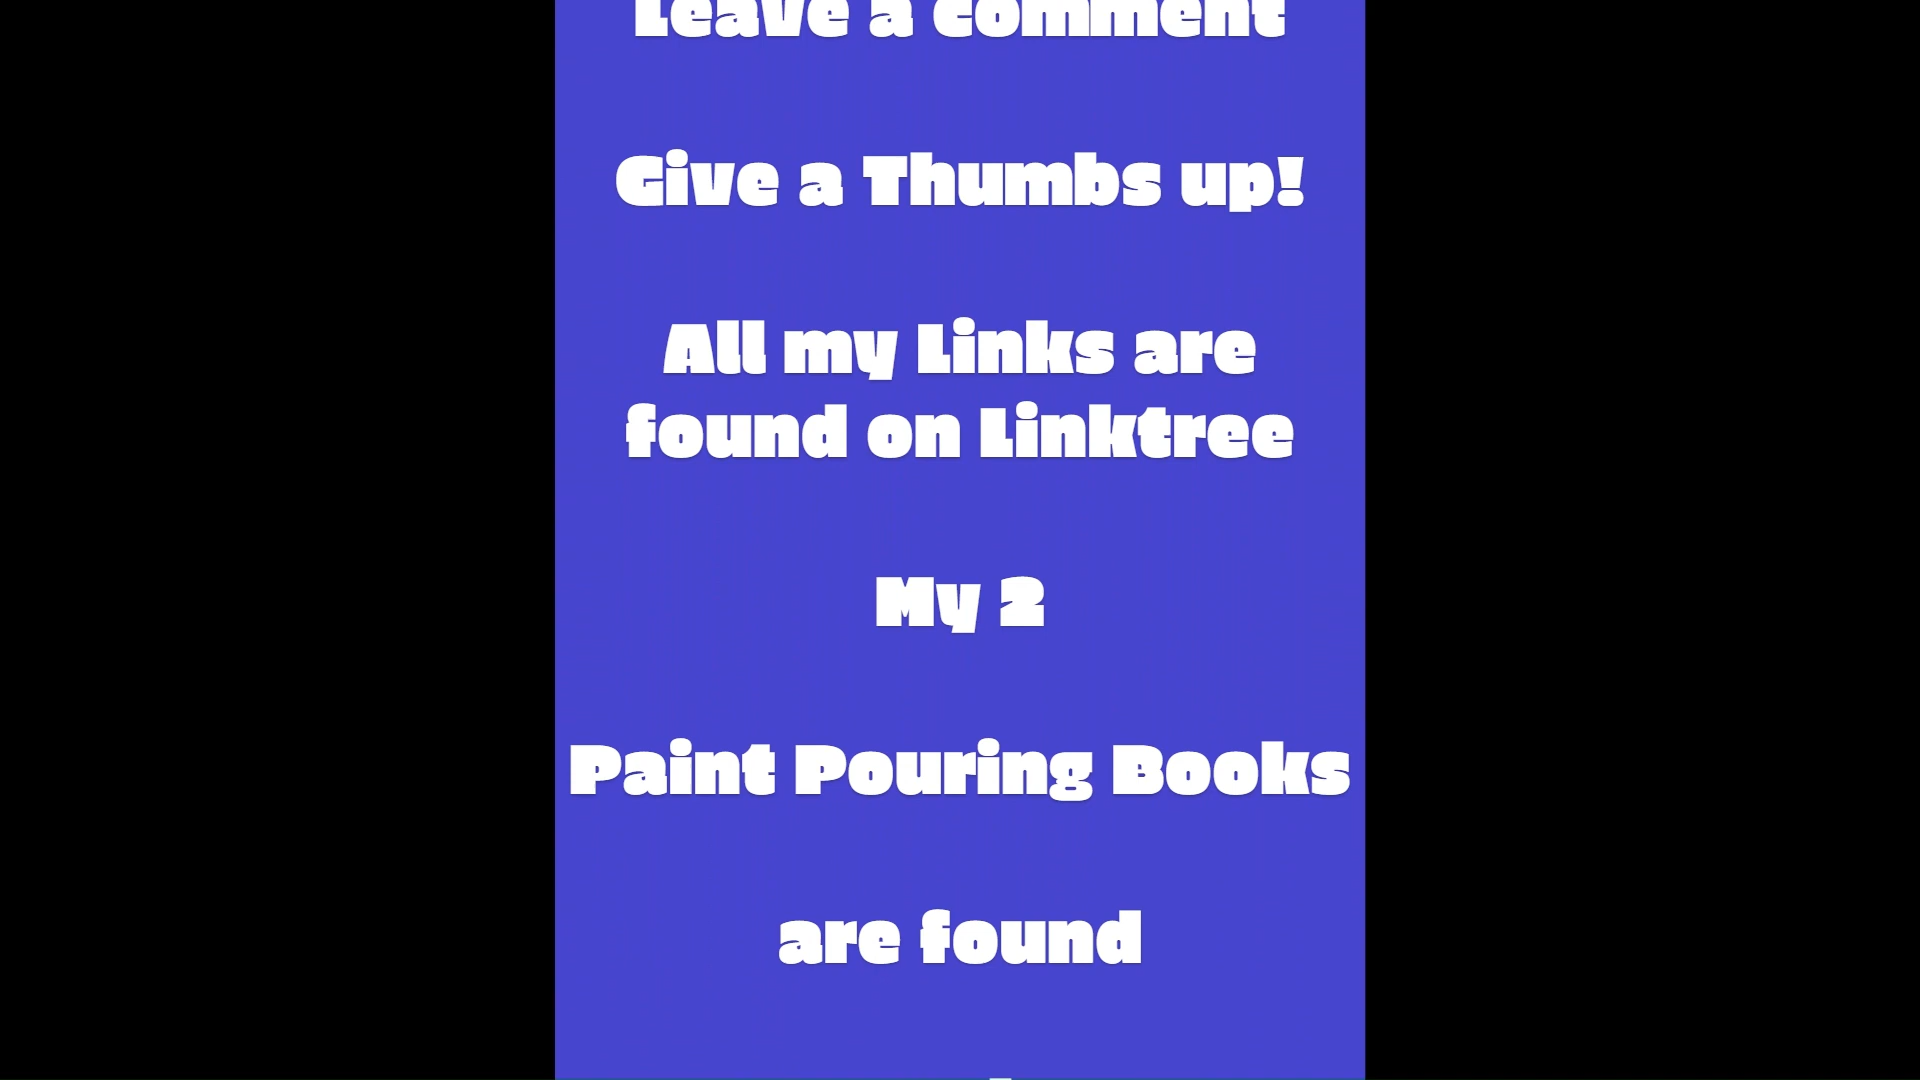 Leave a comment
Give a Thumbs up!
All my Links are
found on Linktree
My 2
Paint Pouring Books
are found